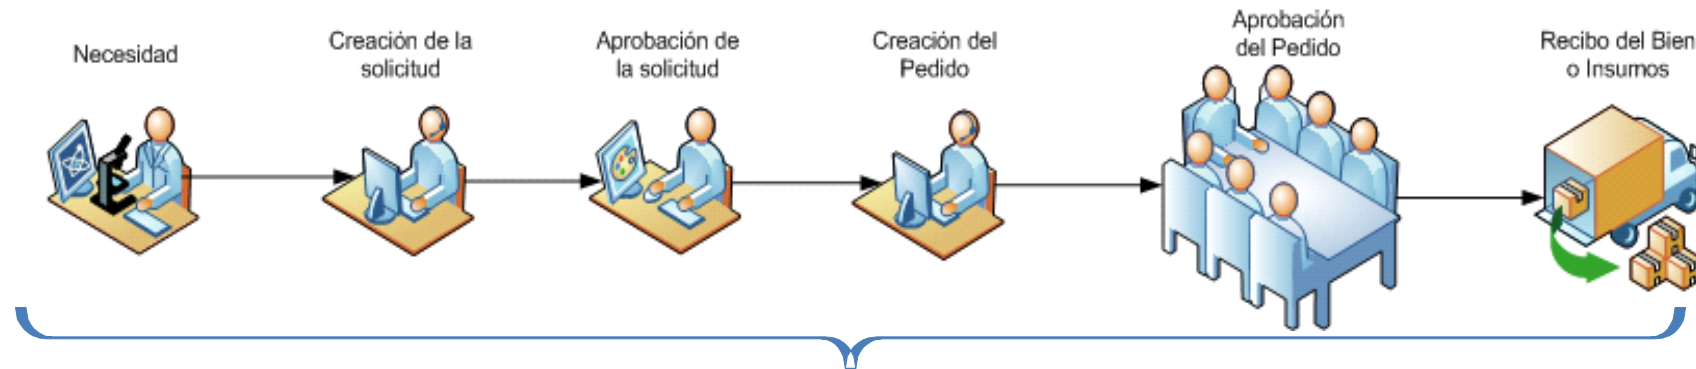 Necesidad
Creación de la
solicitud
Aprobación de
la solicitud
Creación del
Pedido
Aprobación
del Pedido
Recibo del Bien
o Insumos